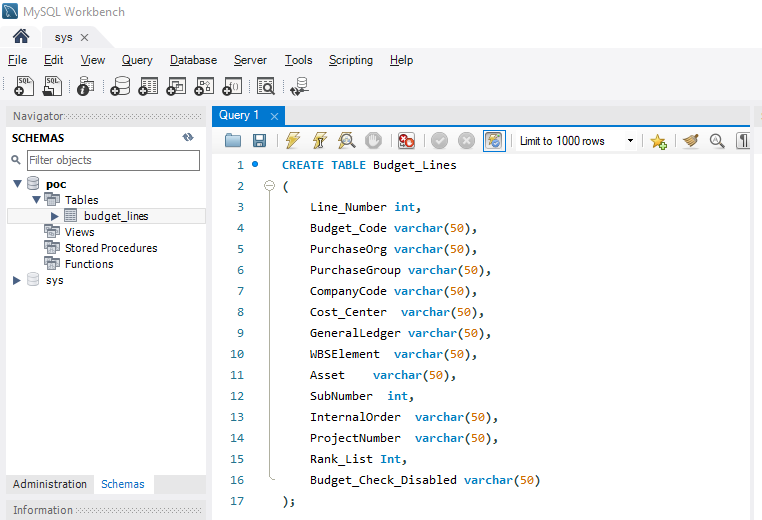 MySQL Workbench
sys
File Edit View Query Database Server Tools Scripting Help
SQL SQL
Navigator
SCHEMAS
Filter objects
poc
Tables
budget_lines
Views
Stored Procedures
Functions
sys
Administration Schemas
Information
Query 1
Limit to 1000 rows
1 CREATE TABLE Budget_Lines
2 (
3 Line_Number int,
4 Budget_Code varchar(50),
5 PurchaseOrg varchar(50),
6 PurchaseGroup varchar(50),
7 CompanyCode varchar(50),
8 Cost_Center varchar(50),
9 GeneralLedger varchar(50),
10 WBSElement varchar(50),
11 Asset varchar(50),
12 SubNumber int,
13 InternalOrder varchar(50),
14 ProjectNumber varchar(50),
15 Rank_List Int,
16 Budget_Check_Disabled varchar(50)
17 );